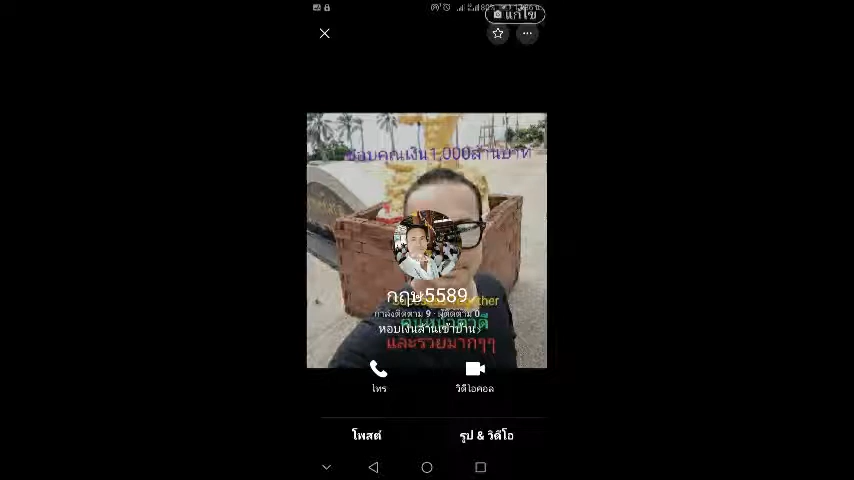 แก้ไข
ขอบคุณเงิน1,000ล้านบาท
กฤษ5589
กำลังติดตาม 9 · ผู้ติดตาม 0
หอบเงินล้านเข้าบ้าน
และรวยมากๆๆ
โทร
วิดีโอคอล
โพสต์
รูป & วิดีโอ